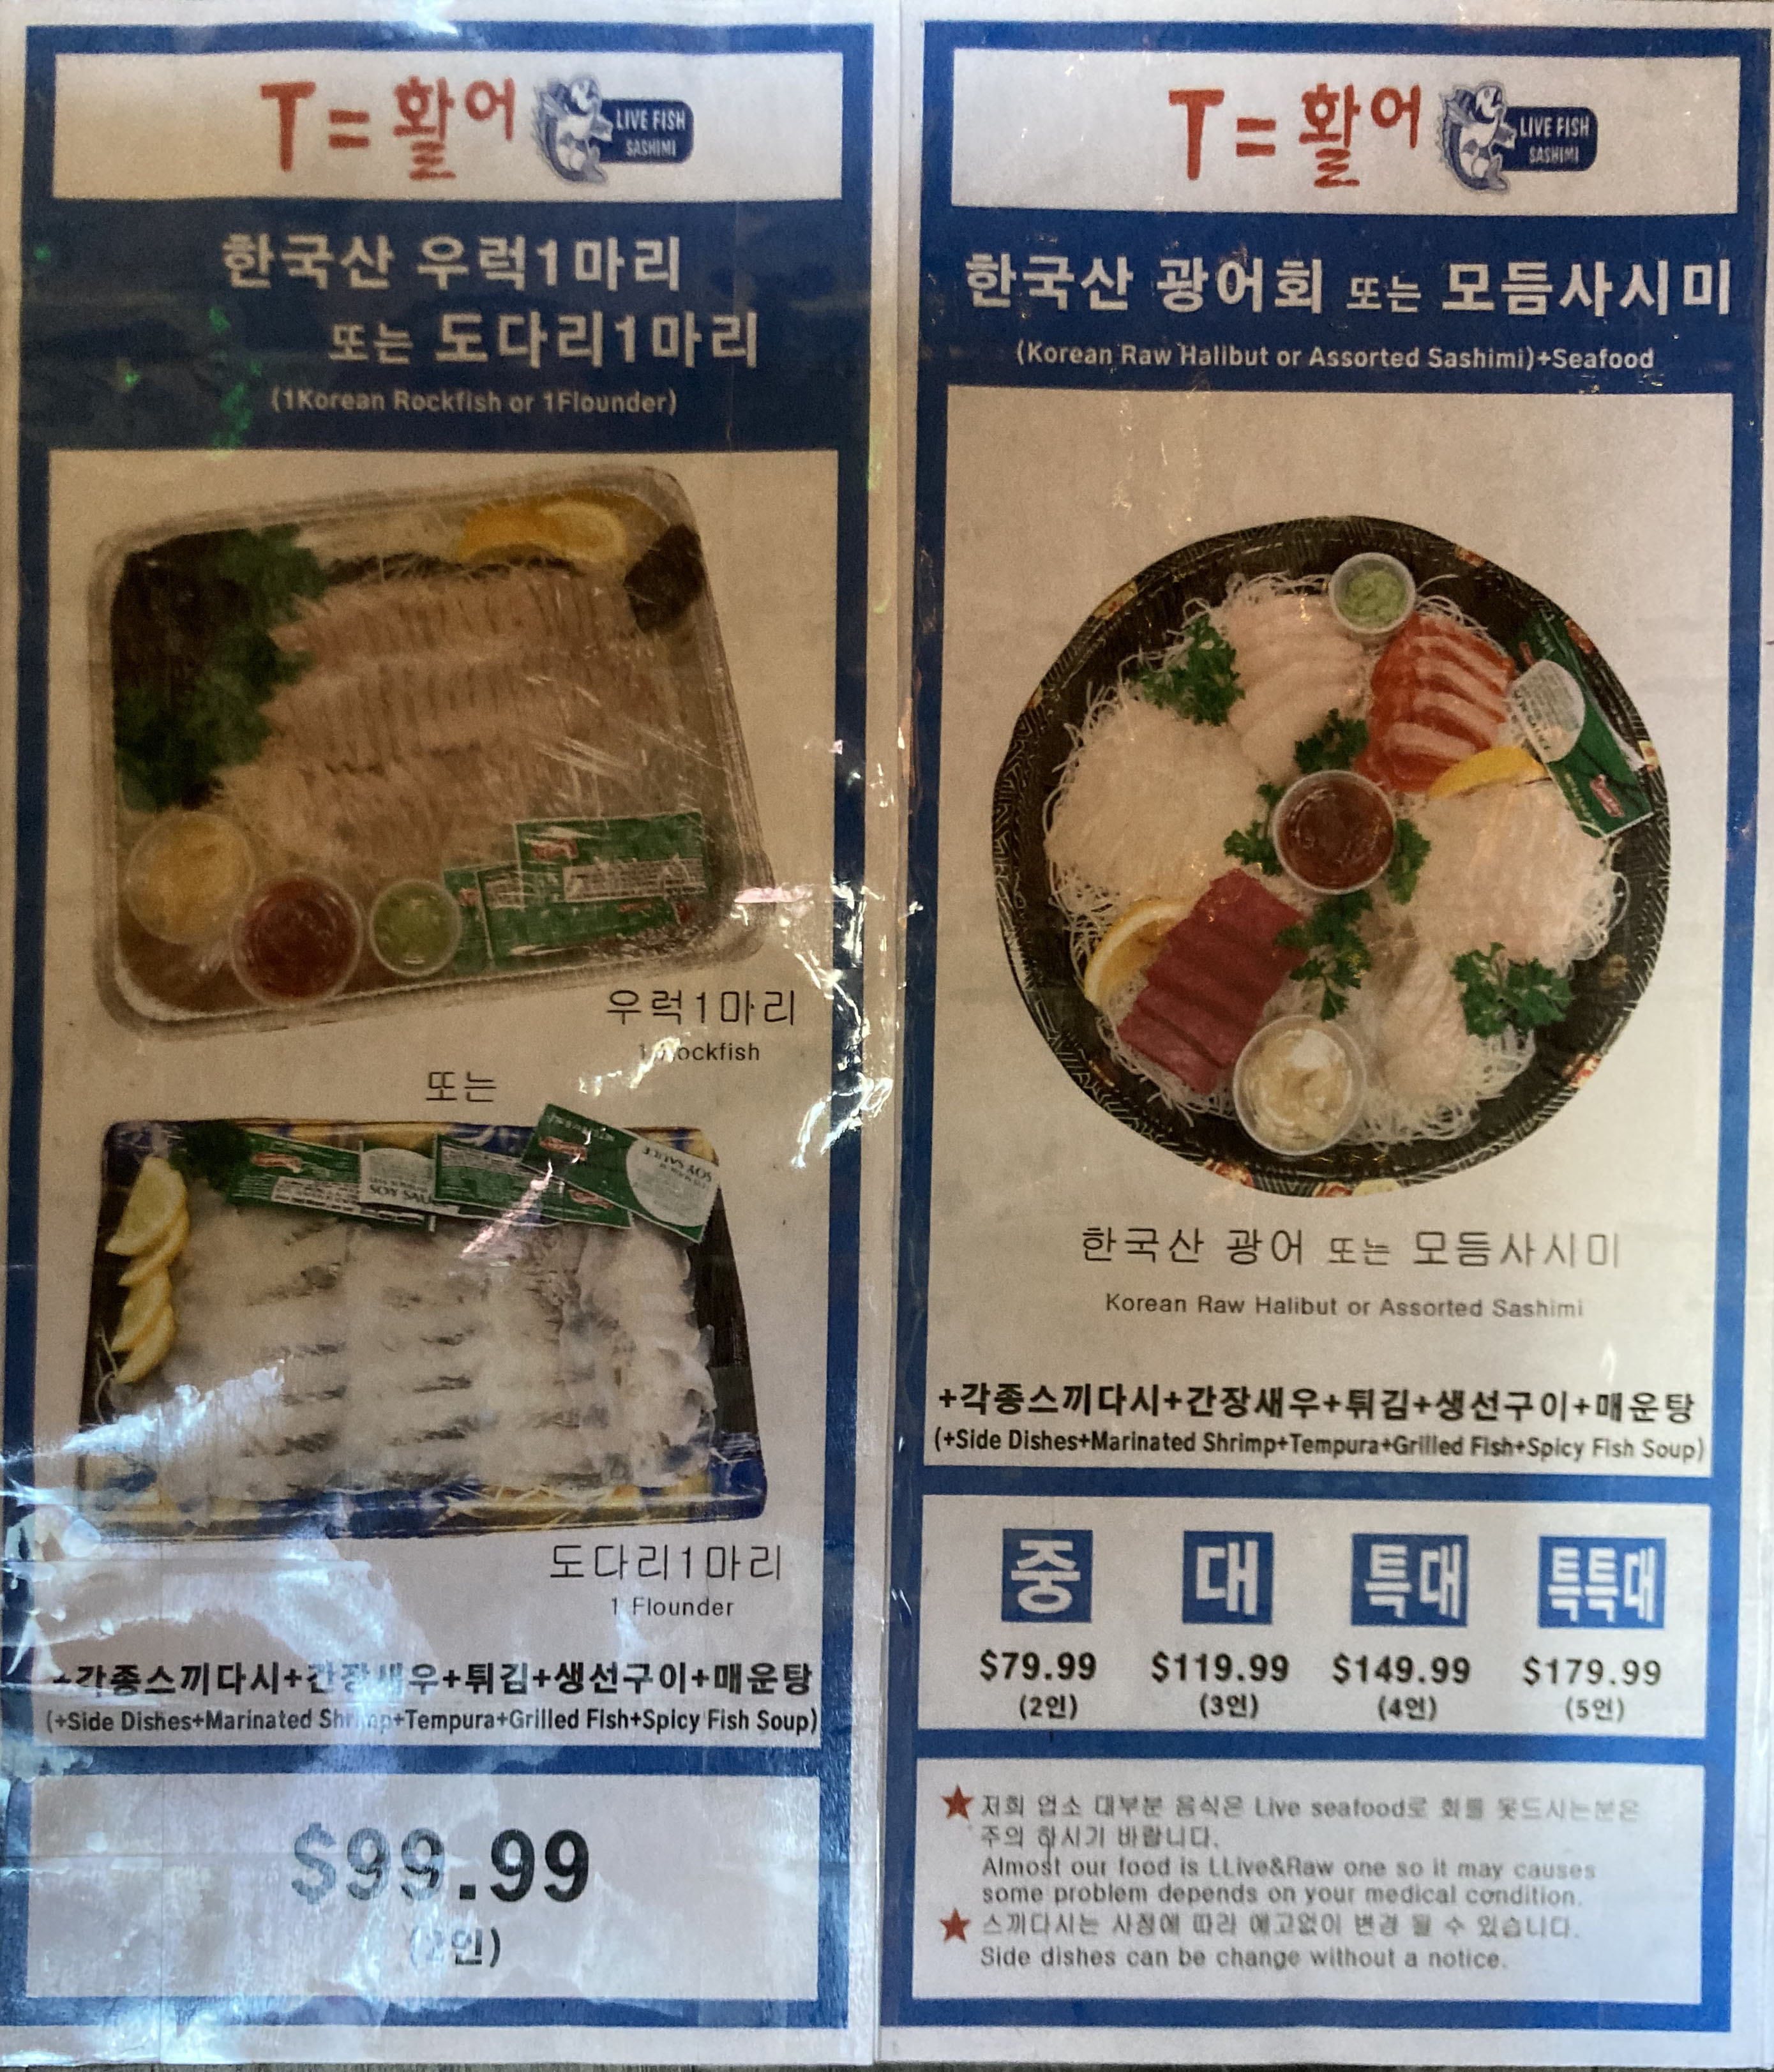 T=활어
LIVE FISH
SASHIMI
한국산 우럭1마리
또는 도다리1마리
(1Korean Rockfish or 1Flounder)
우럭1마리
1 Rockfish
또는
SOY SAUCE
SOY SAUCE
도다리1마리
1 Flounder
+각종스끼다시+간장새우+튀김+생선구이+매운탕
(+Side Dishes+Marinated Shrimp+Tempura+Grilled Fish+Spicy Fish Soup)
$99.99
(2인)
T=활어
LIVE FISH
SASHIMI
한국산 광어회 또는 모듬사시미
(Korean Raw Halibut or Assorted Sashimi)+Seafood
한국산 광어 또는 모듬사시미
Korean Raw Halibut or Assorted Sashimi
+각종스끼다시+간장새우+튀김+생선구이+매운탕
(+Side Dishes+Marinated Shrimp+Tempura+Grilled Fish+Spicy Fish Soup)
중 대 특대 특특대
$79.99 $119.99 $149.99 $179.99
(2인) (3인) (4인) (5인)
★ 저희 업소 대부분 음식은 Live seafood로 회를 못드시는분은
주의 하시기 바랍니다.
Almost our food is LLive&Raw one so it may causes
some problem depends on your medical condition.
★ 스끼다시는 사정에 따라 예고없이 변경 될 수 있습니다.
Side dishes can be change without a notice.